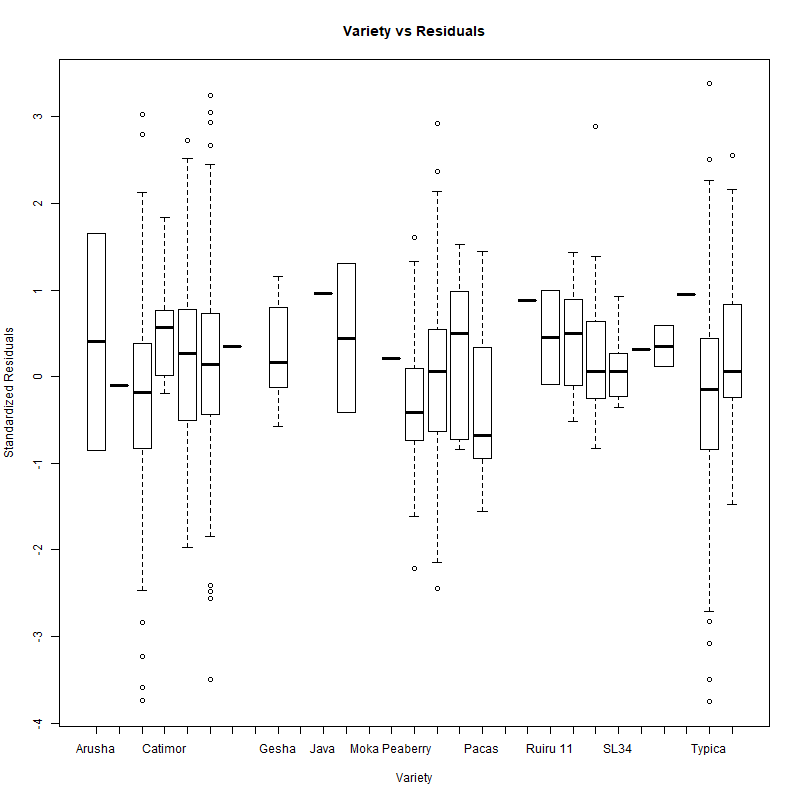 Variety vs Residuals
3
2
1
0
-1
-2
-3
-4
Standardized Residuals
Arusha Catimor Gesha Java Moka Peaberry Pacas Ruiru 11 SL34 Typica
Variety